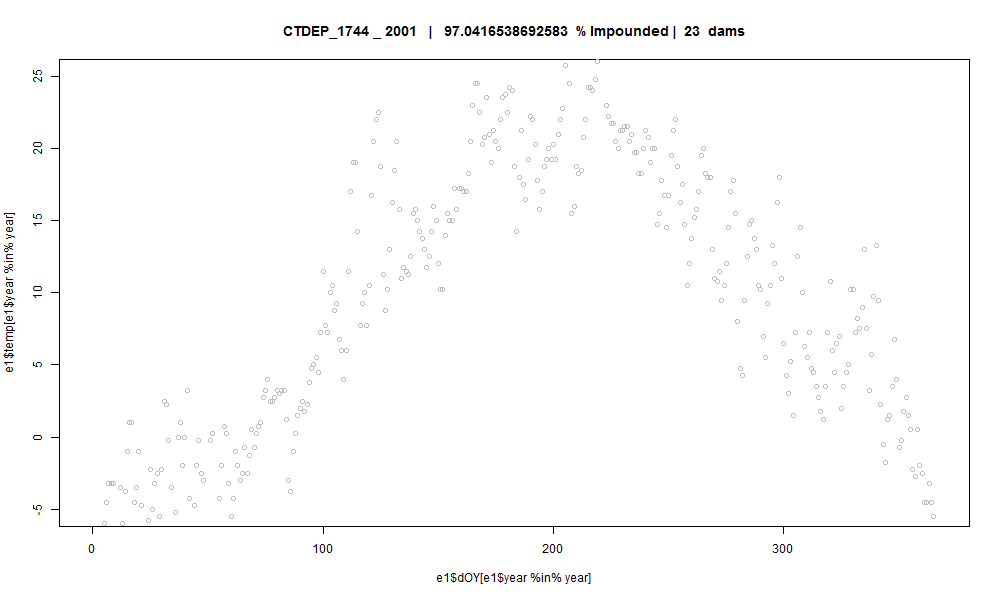 CTDEP_1744 _ 2001 | 97.0416538692583 % Impounded | 23 dams
25
20
15
10
5
0
-5
e1$temp[e1$year %in% year]
0 100 200 300
e1$dOY[e1$year %in% year]